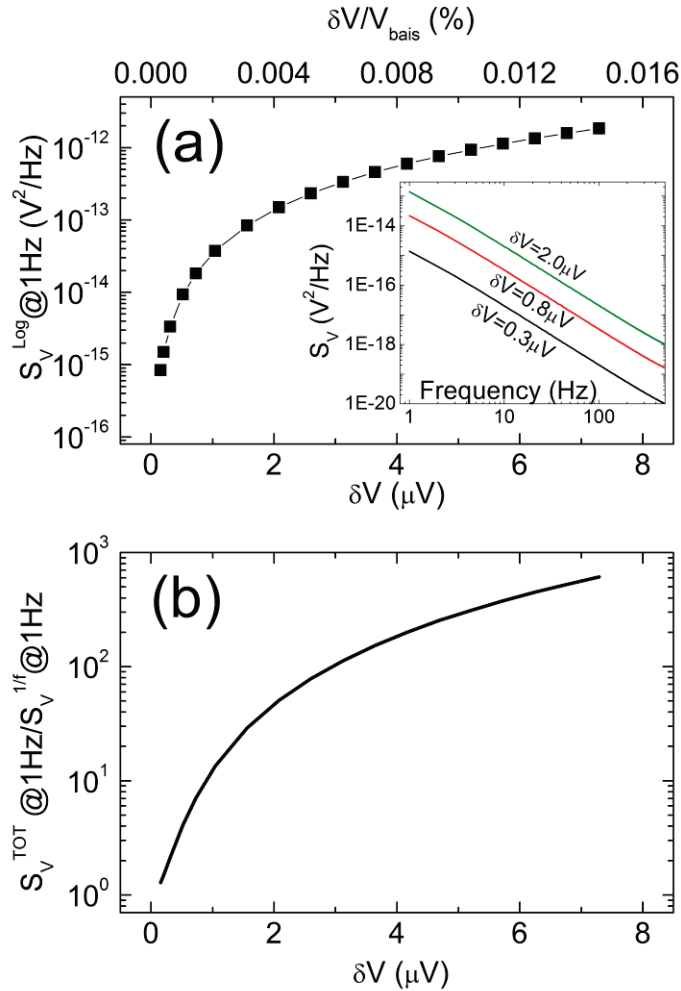 δV/V_bais (%)
0.000 0.004 0.008 0.012 0.016
(a)
S_V^Log@1Hz (V^2/Hz)
10^-12
10^-13
10^-14
10^-15
10^-16
S_V (V^2/Hz)
1E-14
1E-16
1E-18
1E-20
δV=2.0μV
δV=0.8μV
δV=0.3μV
Frequency (Hz)
1 10 100
0 2 4 6 8
δV (μV)
(b)
S_V^TOT @1Hz/S_V^1/f@1Hz
10^3
10^2
10^1
10^0
0 2 4 6 8
δV (μV)